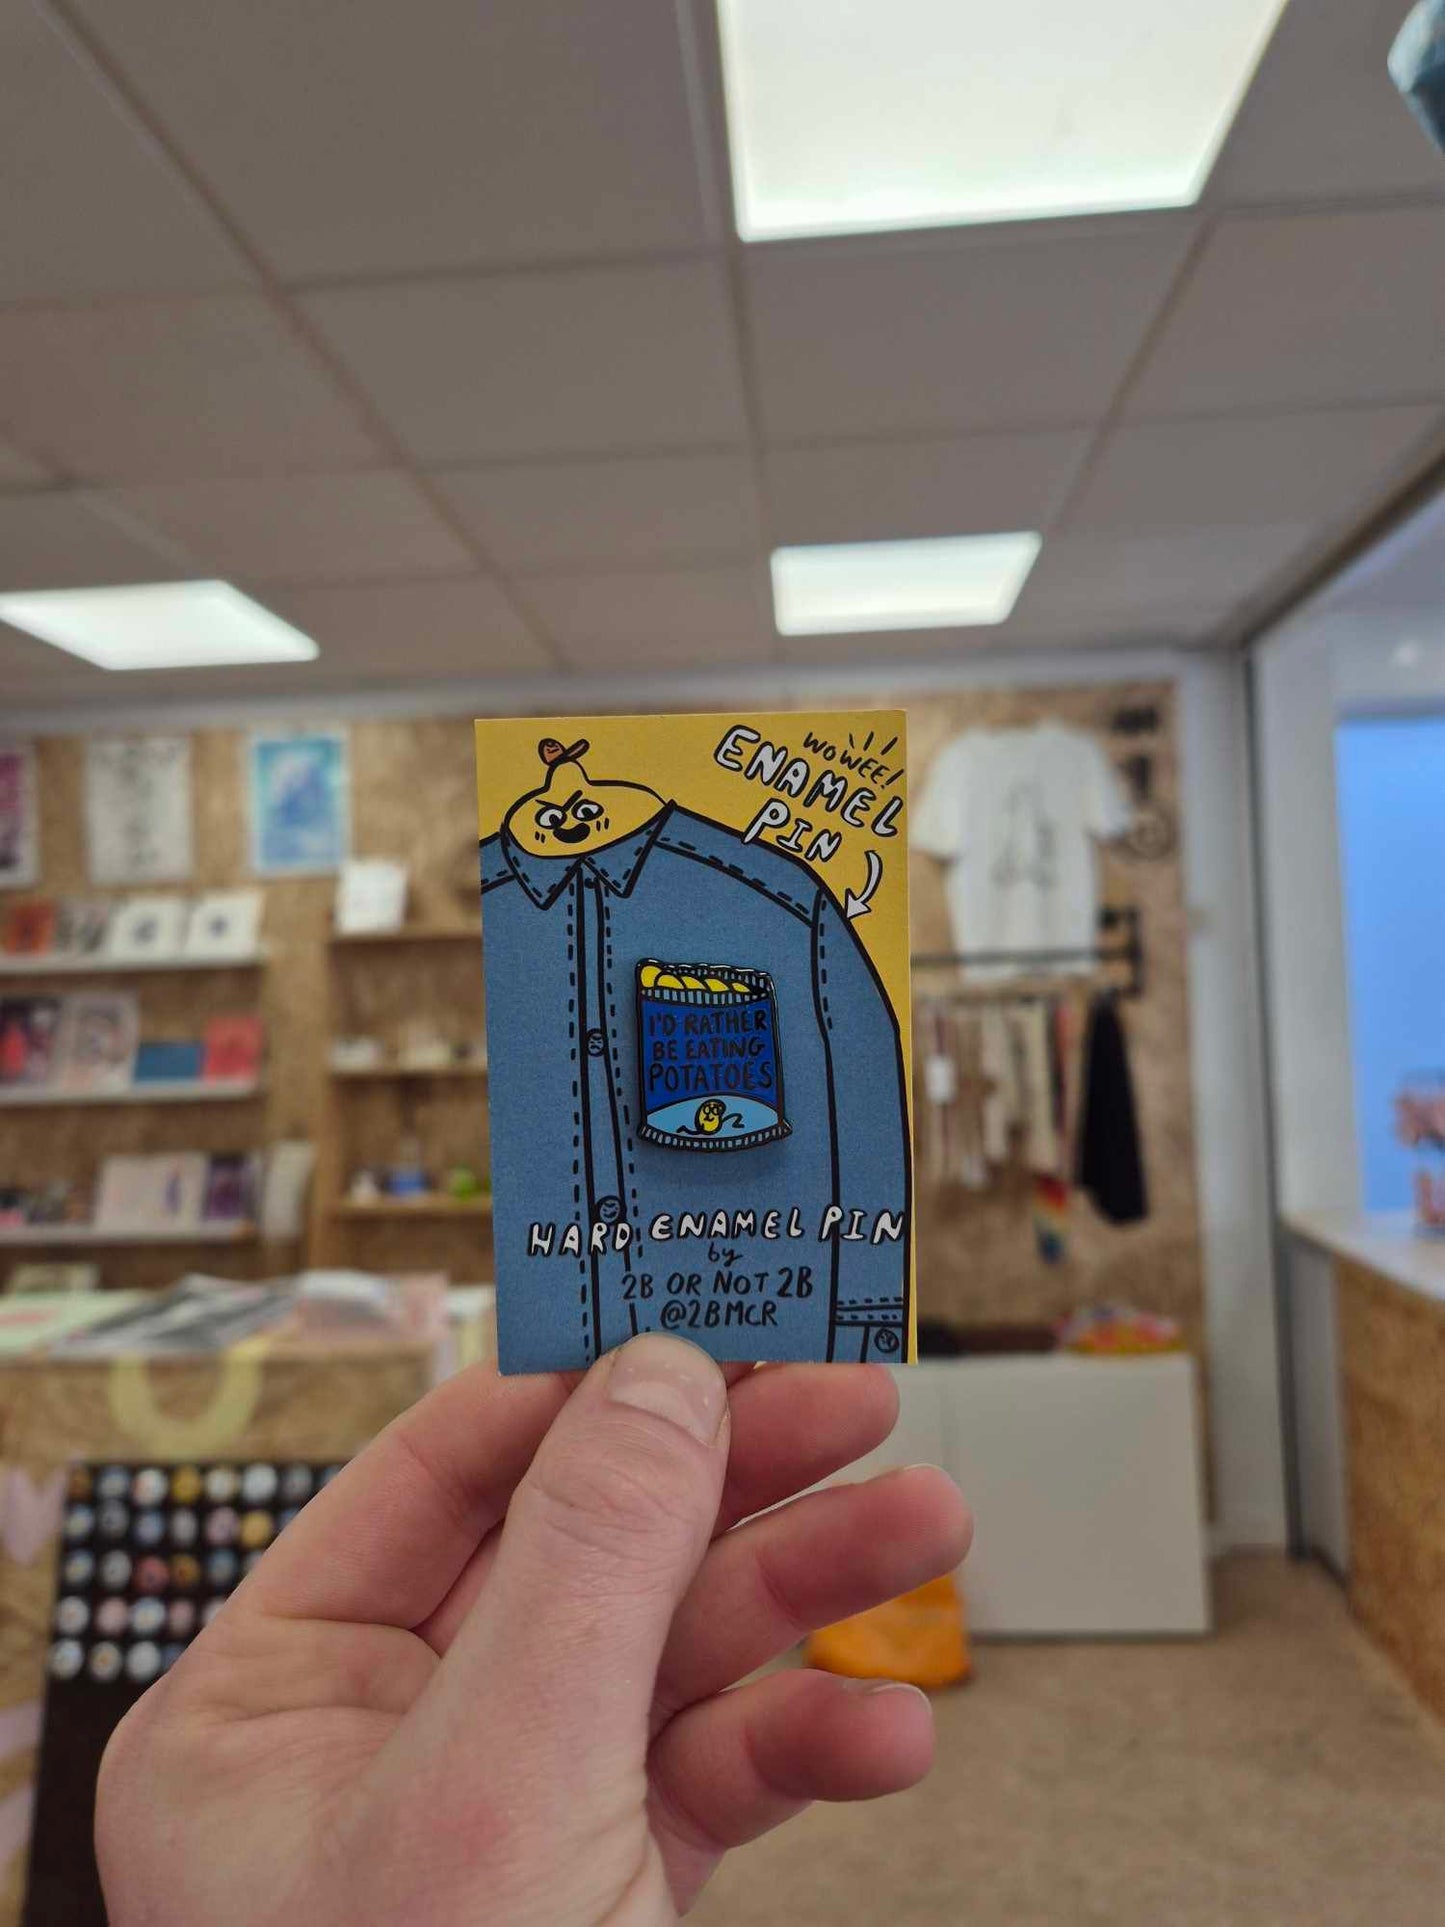 WOWEE!
ENAMEL
PIN
I'D RATHER
BE EATING
POTATOES
HARD ENAMEL PIN
by
2B OR NOT 2B
@2BMCR